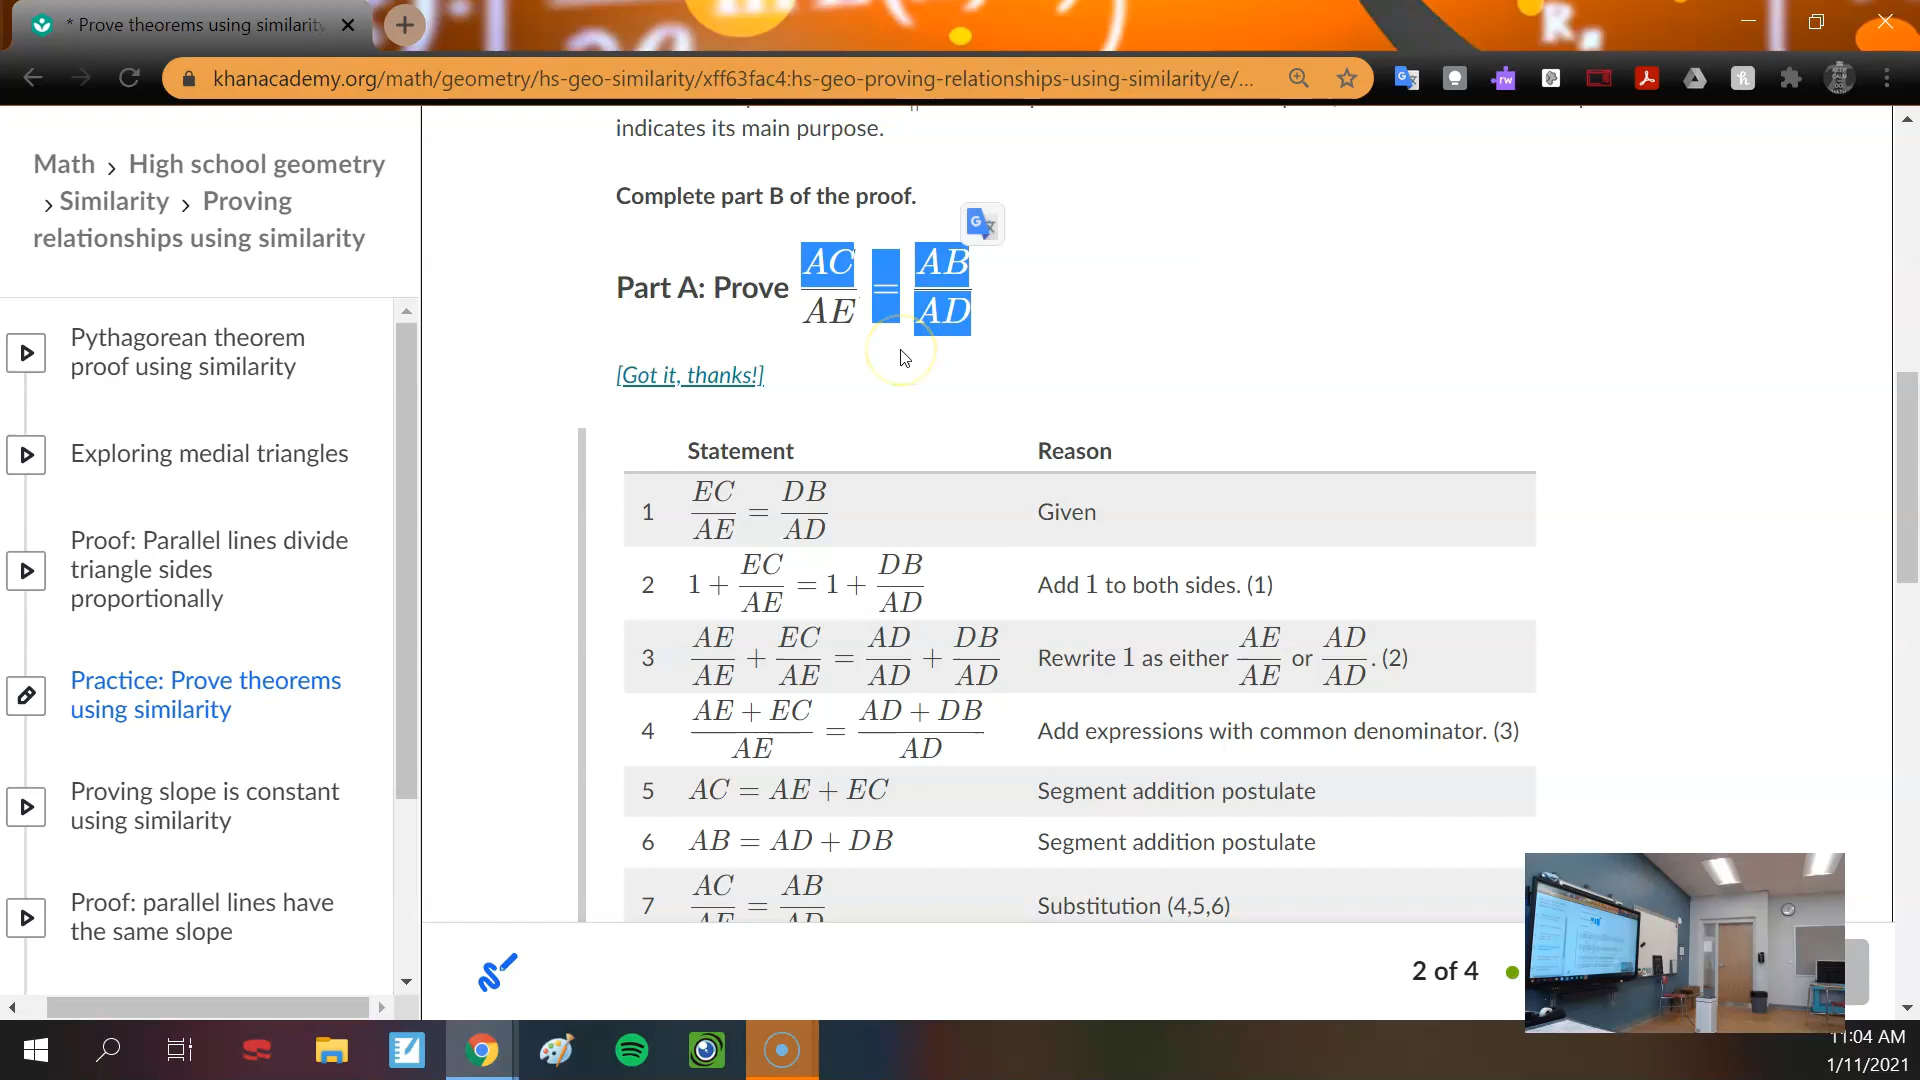 * Prove theorems using similarity
khanacademy.org/math/geometry/hs-geo-similarity/xff63fac4:hs-geo-proving-relationships-using-similarity/e/...
Math › High school geometry
› Similarity › Proving
relationships using similarity
Pythagorean theorem
proof using similarity
Exploring medial triangles
Proof: Parallel lines divide
triangle sides
proportionally
Practice: Prove theorems
using similarity
Proving slope is constant
using similarity
Proof: parallel lines have
the same slope
indicates its main purpose.
Complete part B of the proof.
Part A: Prove AC/AE = AB/AD
[Got it, thanks!]
Statement Reason
1 EC/AE = DB/AD Given
2 1 + EC/AE = 1 + DB/AD Add 1 to both sides. (1)
3 AE/AE + EC/AE = AD/AD + DB/AD Rewrite 1 as either AE/AE or AD/AD. (2)
4 AE + EC/AE = AD + DB/AD Add expressions with common denominator. (3)
5 AC = AE + EC Segment addition postulate
6 AB = AD + DB Segment addition postulate
7 AC/AE = AB/AD Substitution (4,5,6)
2 of 4
11:04 AM
1/11/2021